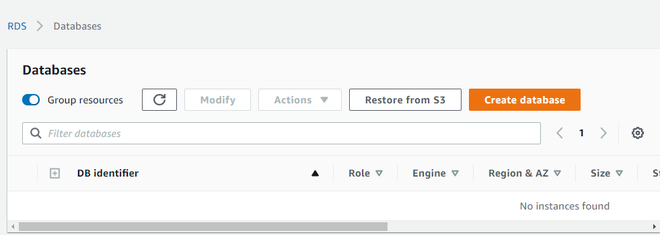 RDS > Databases
Databases
Group resources Modify Actions Restore from S3 Create database
Filter databases 1
DB identifier Role Engine Region & AZ Size
No instances found